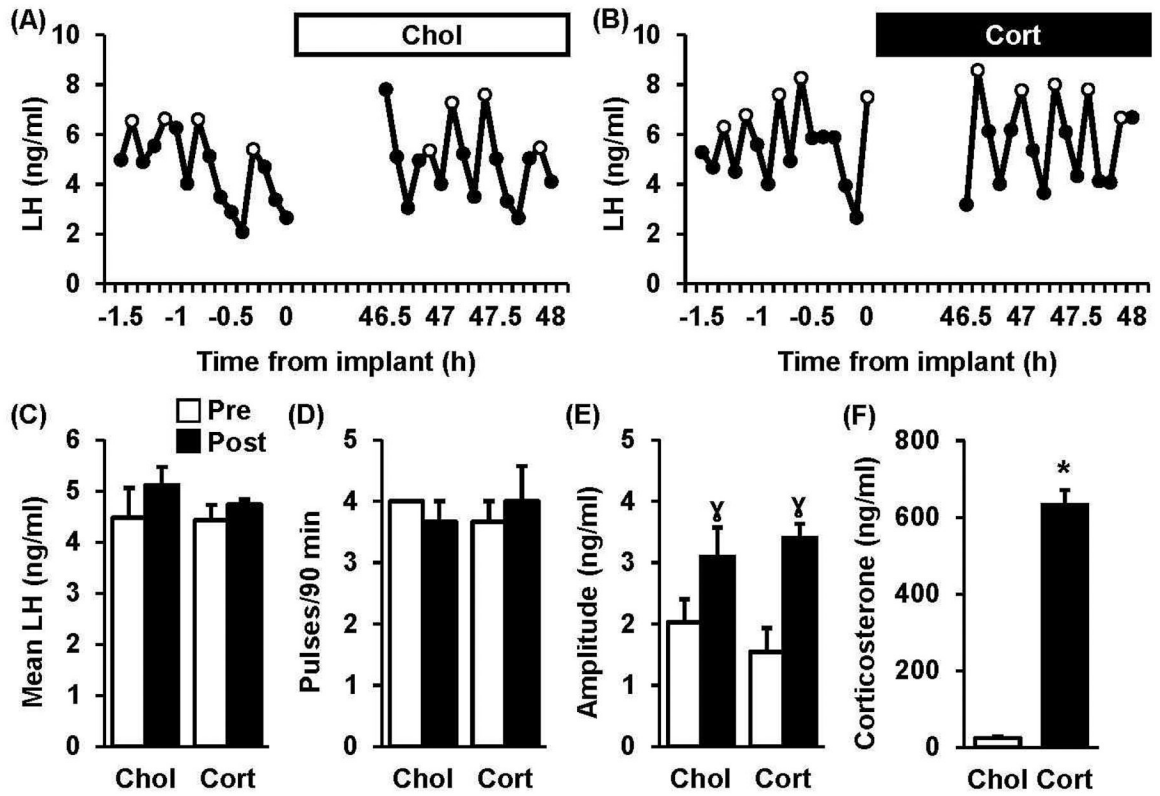 (A)
Chol
10
8
6
4
2
0
LH (ng/ml)
-1.5 -1 -0.5 0 46.5 47 47.5 48
Time from implant (h)
(B)
Cort
10
8
6
4
2
0
LH (ng/ml)
-1.5 -1 -0.5 0 46.5 47 47.5 48
Time from implant (h)
(C)
Pre
Post
6
5
4
3
2
1
0
Mean LH (ng/ml)
Chol Cort
(D)
5
4
3
2
1
0
Pulses/90 min
Chol Cort
(E)
5
4
3
2
1
0
Amplitude (ng/ml)
ɣ ɣ
Chol Cort
(F)
800
600
400
200
0
Corticosterone (ng/ml)
*
Chol Cort